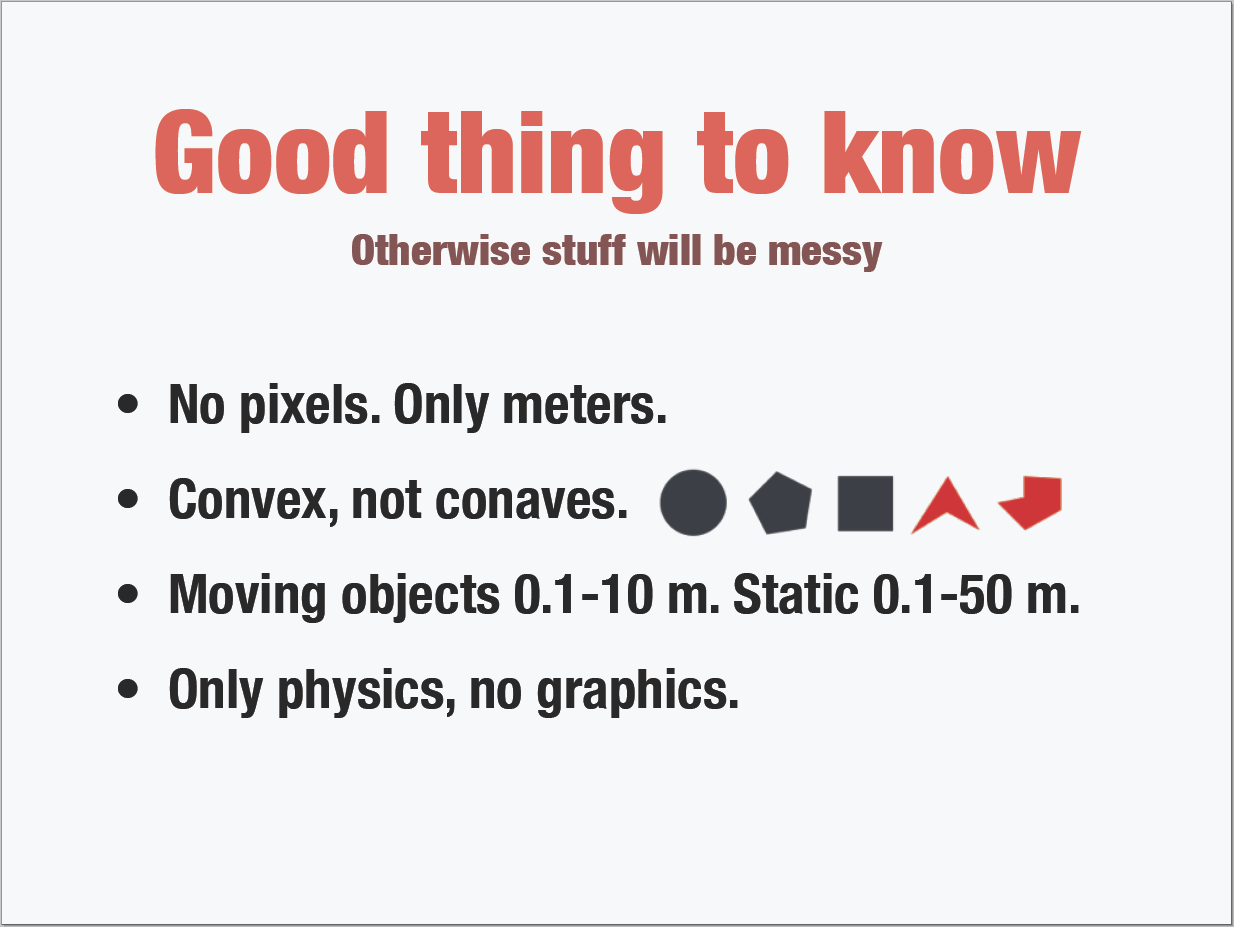 Good thing to know
Otherwise stuff will be messy
• No pixels. Only meters.
• Convex, not conaves.
• Moving objects 0.1-10 m. Static 0.1-50 m.
• Only physics, no graphics.